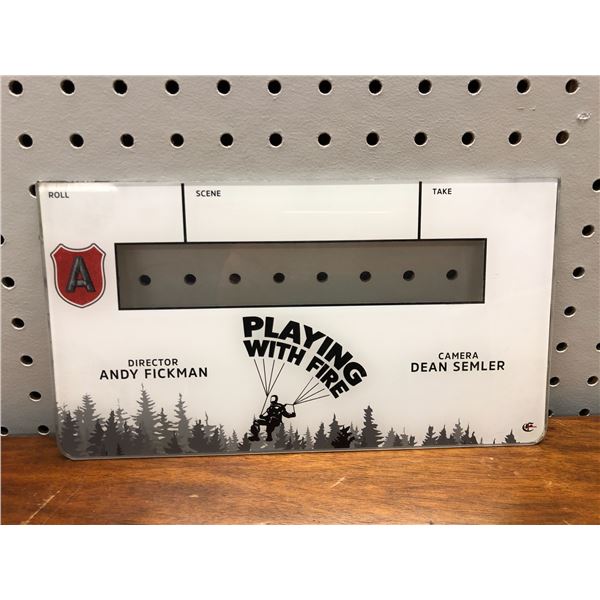 ROLL
SCENE
TAKE
A
PLAYING
WITH FIRE
DIRECTOR
ANDY FICKMAN
CAMERA
DEAN SEMLER